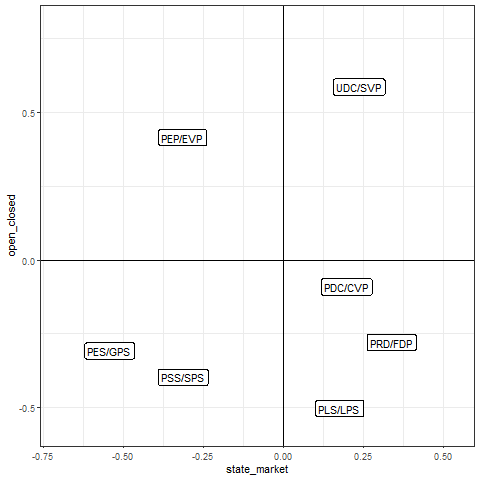 UDC/SVP
0.5
PEP/EVP
open_closed
0.0
PDC/CVP
PRD/FDP
PES/GPS
PSS/SPS
PLS/LPS
-0.5
-0.75
-0.50
-0.25
0.00
0.25
0.50
state_market